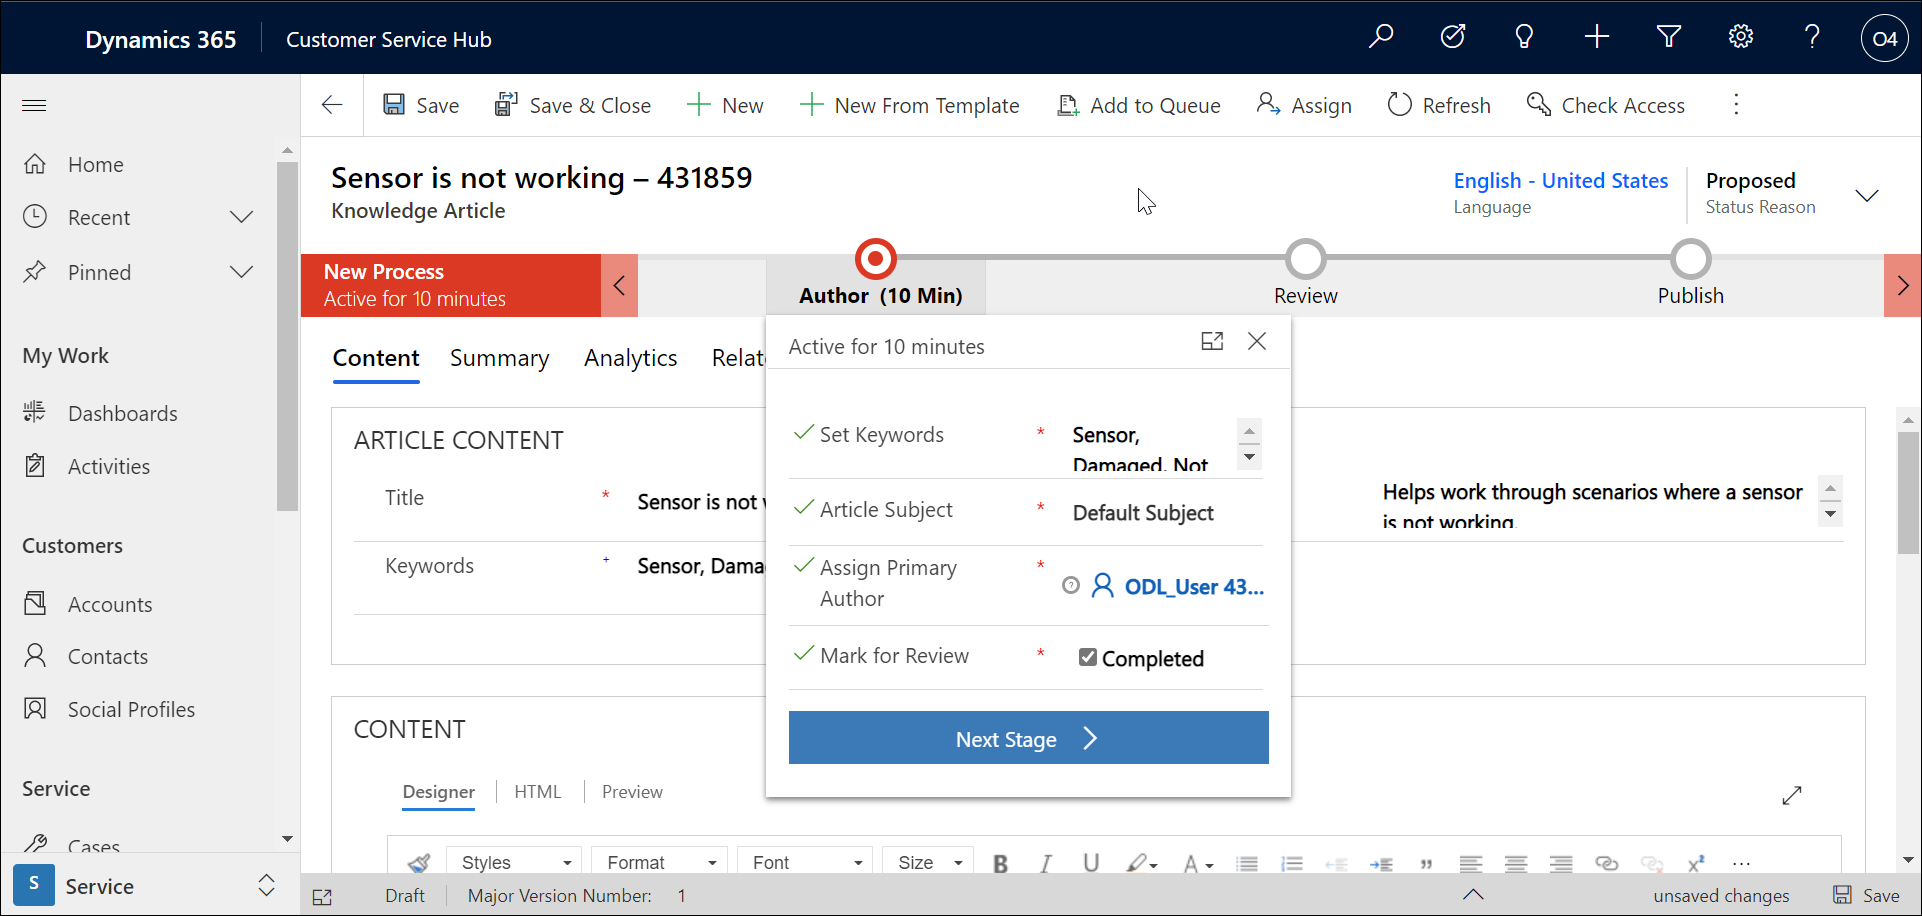 Dynamics 365
Customer Service Hub
O4
Save
Save & Close
New
New From Template
Add to Queue
Assign
Refresh
Check Access
Home
Recent
Pinned
My Work
Dashboards
Activities
Customers
Accounts
Contacts
Social Profiles
Service
Cases
S
Service
Sensor is not working – 431859
Knowledge Article
English - United States
Language
Proposed
Status Reason
New Process
Active for 10 minutes
Author (10 Min)
Review
Publish
Content
Summary
Analytics
Relat
Active for 10 minutes
Set Keywords
*
Sensor,
Damaged, Not
Article Subject
*
Default Subject
Assign Primary
Author
*
ODL_User 43...
Mark for Review
*
Completed
Next Stage
ARTICLE CONTENT
Title
*
Sensor is not
Helps work through scenarios where a sensor
is not working.
Keywords
+
Sensor, Dama
CONTENT
Designer
HTML
Preview
Styles
Format
Font
Size
B
I
U
A
Draft
Major Version Number: 1
unsaved changes
Save